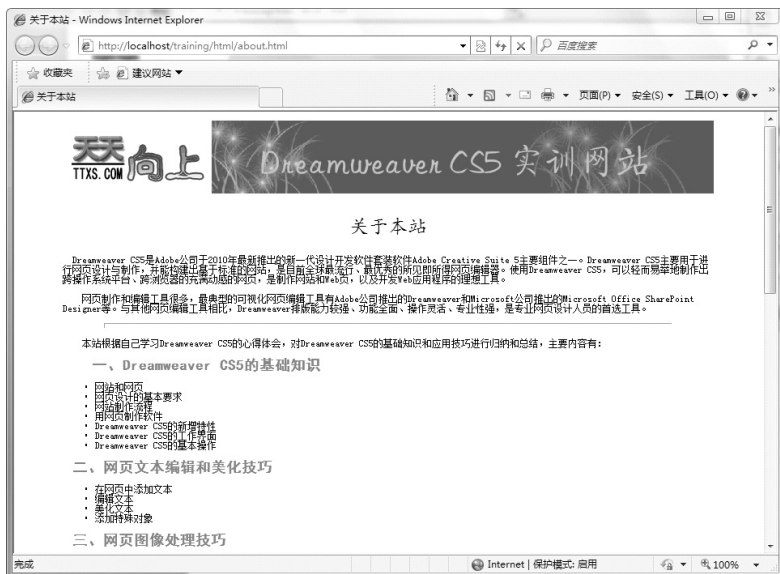 关于本站 - Windows Internet Explorer
http://localhost/training/html/about.html
百度搜索
收藏夹 建议网站
关于本站
页面(P) 安全(S) 工具(O)
天天向上
TTXS.COM
Dreamweaver CS5 实训网站
关于本站
Dreamweaver CS5是Adobe公司于2010年最新推出的新一代设计开发软件套装软件Adobe Creative Suite 5主要组件之一。Dreamweaver CS5主要用于进
行网页设计与制作，并能构建出基于标准的网站，是目前全球最流行、最优秀的所见即所得网页编辑器。使用Dreamweaver CS5，可以轻而易举地制作出
跨操作系统平台、跨浏览器的充满动感的网页，是制作网站和Web页，以及开发Web应用程序的理想工具。
网页制作和编辑工具很多，最典型的可视化网页编辑工具有Adobe公司推出的Dreamweaver和Microsoft公司推出的Microsoft Office SharePoint
Designer等。与其他网页编辑工具相比，Dreamweaver排版能力较强、功能全面、操作灵活、专业性强，是专业网页设计人员的首选工具。
本站根据自己学习Dreamweaver CS5的心得体会，对Dreamweaver CS5的基础知识和应用技巧进行归纳和总结，主要内容有：
一、Dreamweaver CS5的基础知识
· 网站和网页
· 网页设计的基本要求
· 网站制作流程
· 用网页制作软件
· Dreamweaver CS5的新增特性
· Dreamweaver CS5的工作界面
· Dreamweaver CS5的基本操作
二、网页文本编辑和美化技巧
· 在网页中添加文本
· 编辑文本
· 美化文本
· 添加特殊对象
三、网页图像处理技巧
完成
Internet | 保护模式: 启用
100%